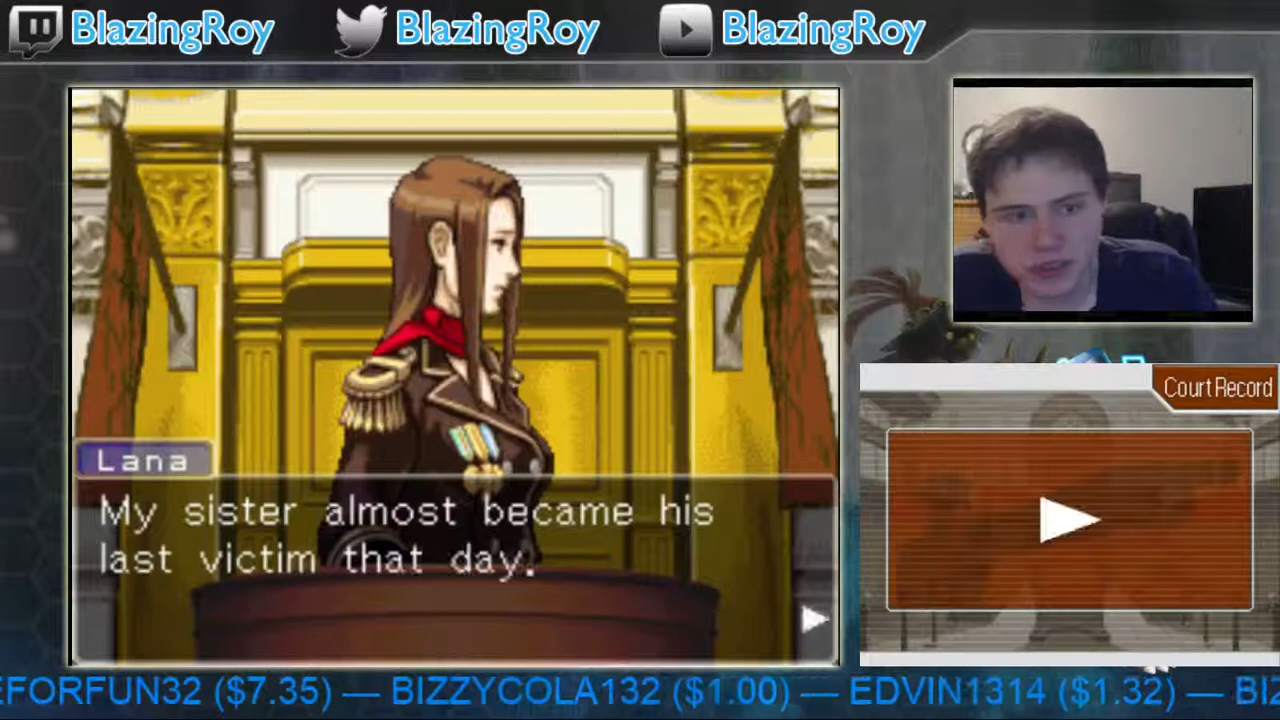 BlazingRoy
BlazingRoy
BlazingRoy
Court Record
Lana
My sister almost became his
last victim that day.
EFORFUN32 ($7.35) — BIZZYCOLA132 ($1.00) — EDVIN1314 ($1.32) — BIZ